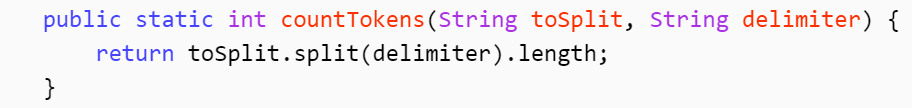 public static int countTokens(String toSplit, String delimiter) {
    return toSplit.split(delimiter).length;
}